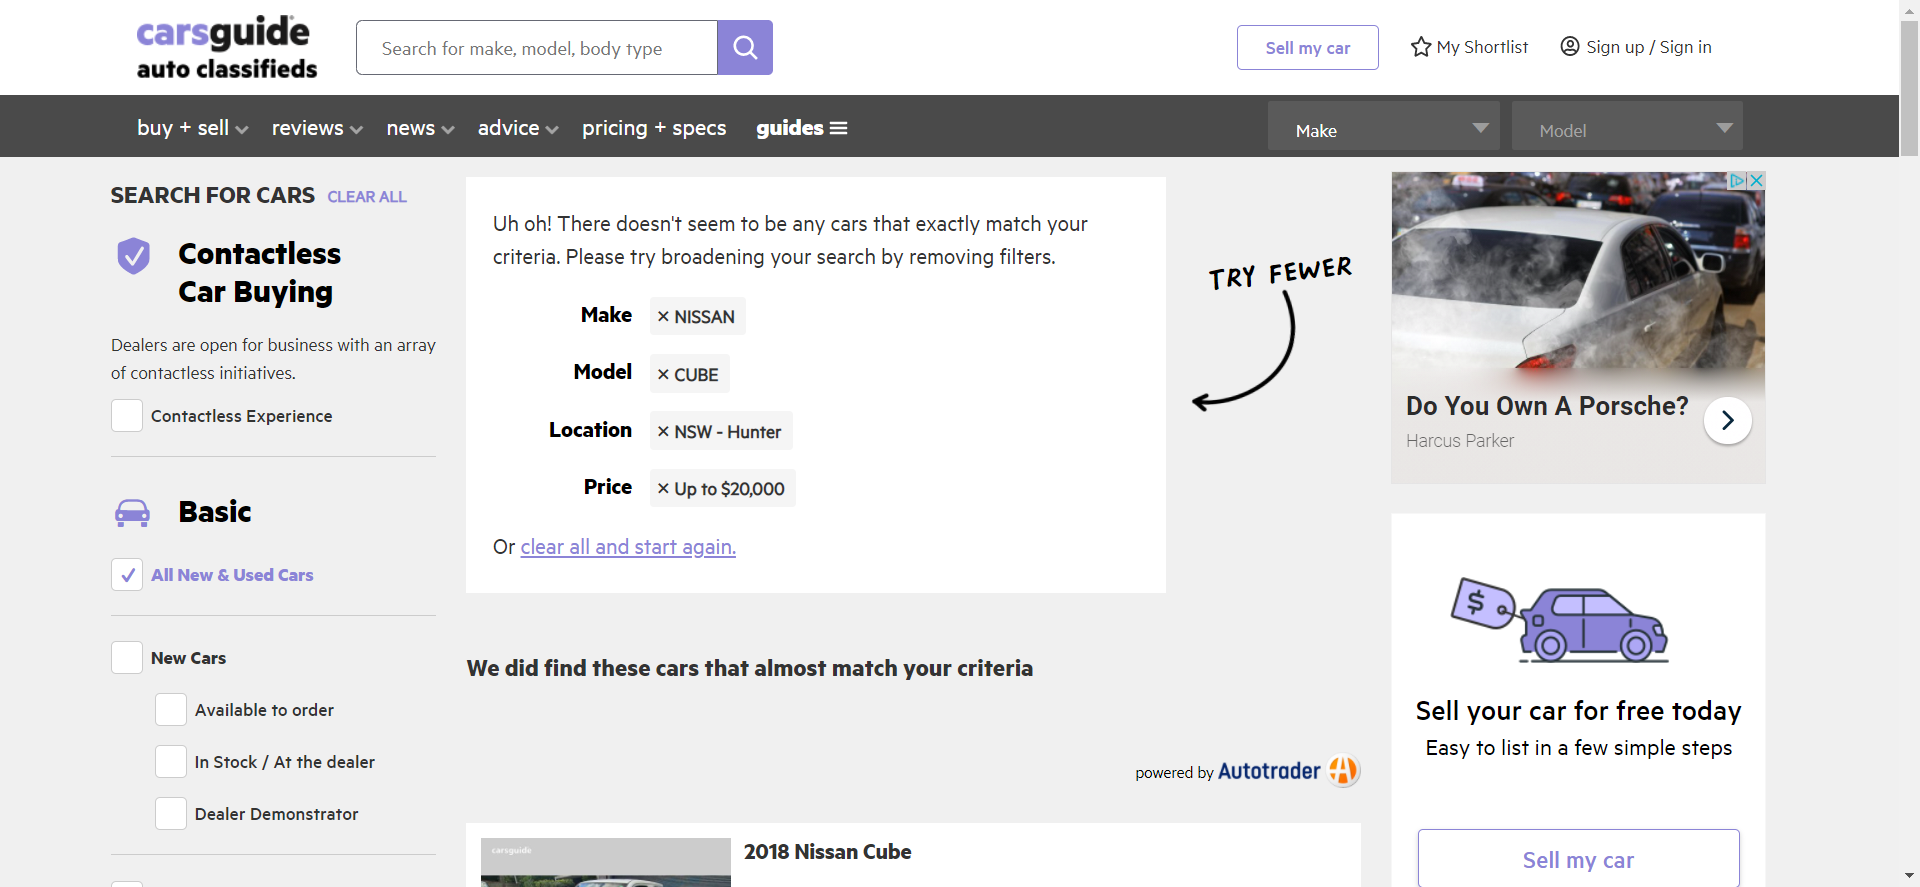 carsguide
auto classifieds
Search for make, model, body type
Sell my car
My Shortlist
Sign up / Sign in
buy + sell
reviews
news
advice
pricing + specs
guides
Make
Model
SEARCH FOR CARS CLEAR ALL
Contactless
Car Buying
Dealers are open for business with an array
of contactless initiatives.
Contactless Experience
Basic
All New & Used Cars
New Cars
Available to order
In Stock / At the dealer
Dealer Demonstrator
Uh oh! There doesn't seem to be any cars that exactly match your
criteria. Please try broadening your search by removing filters.
Make × NISSAN
Model × CUBE
Location × NSW - Hunter
Price × Up to $20,000
Or clear all and start again.
TRY FEWER
We did find these cars that almost match your criteria
powered by Autotrader
carsguide
2018 Nissan Cube
Do You Own A Porsche?
Harcus Parker
$
Sell your car for free today
Easy to list in a few simple steps
Sell my car